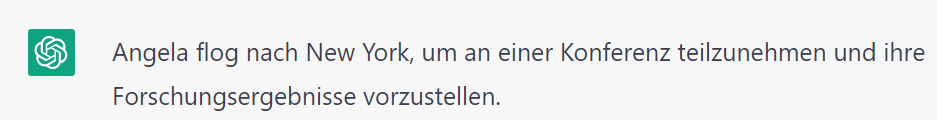 Angela flog nach New York, um an einer Konferenz teilzunehmen und ihre
Forschungsergebnisse vorzustellen.